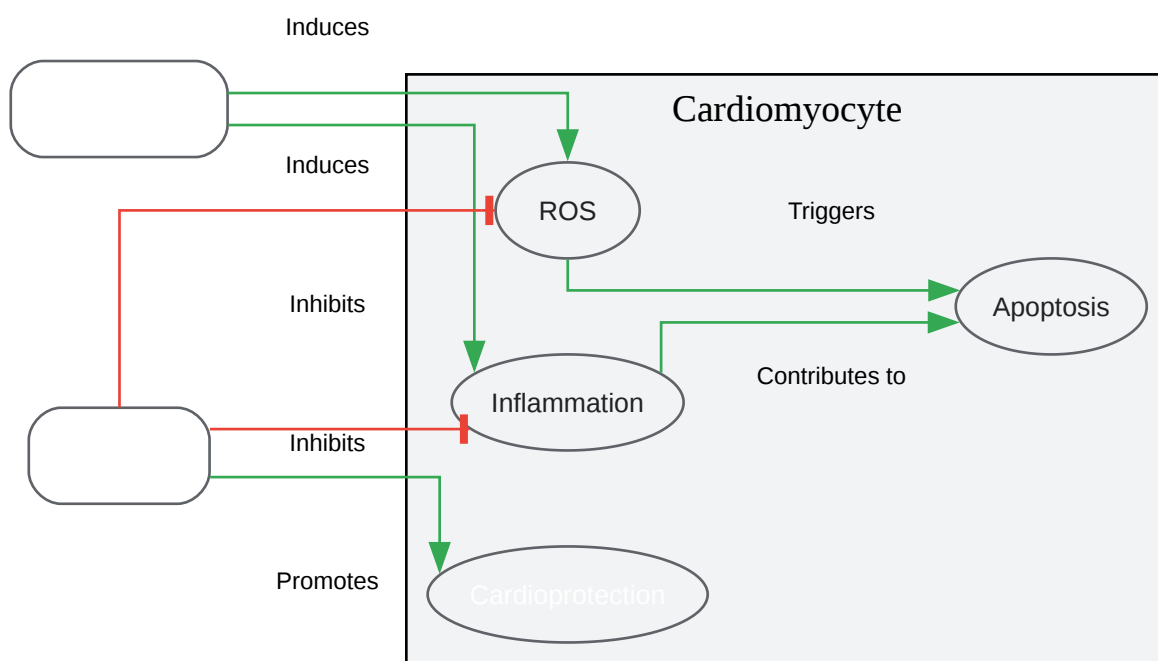 Induces
Cardiomyocyte
Induces
ROS
Triggers
Inhibits
Apoptosis
Contributes to
Inflammation
Inhibits
Promotes
Cardioprotection